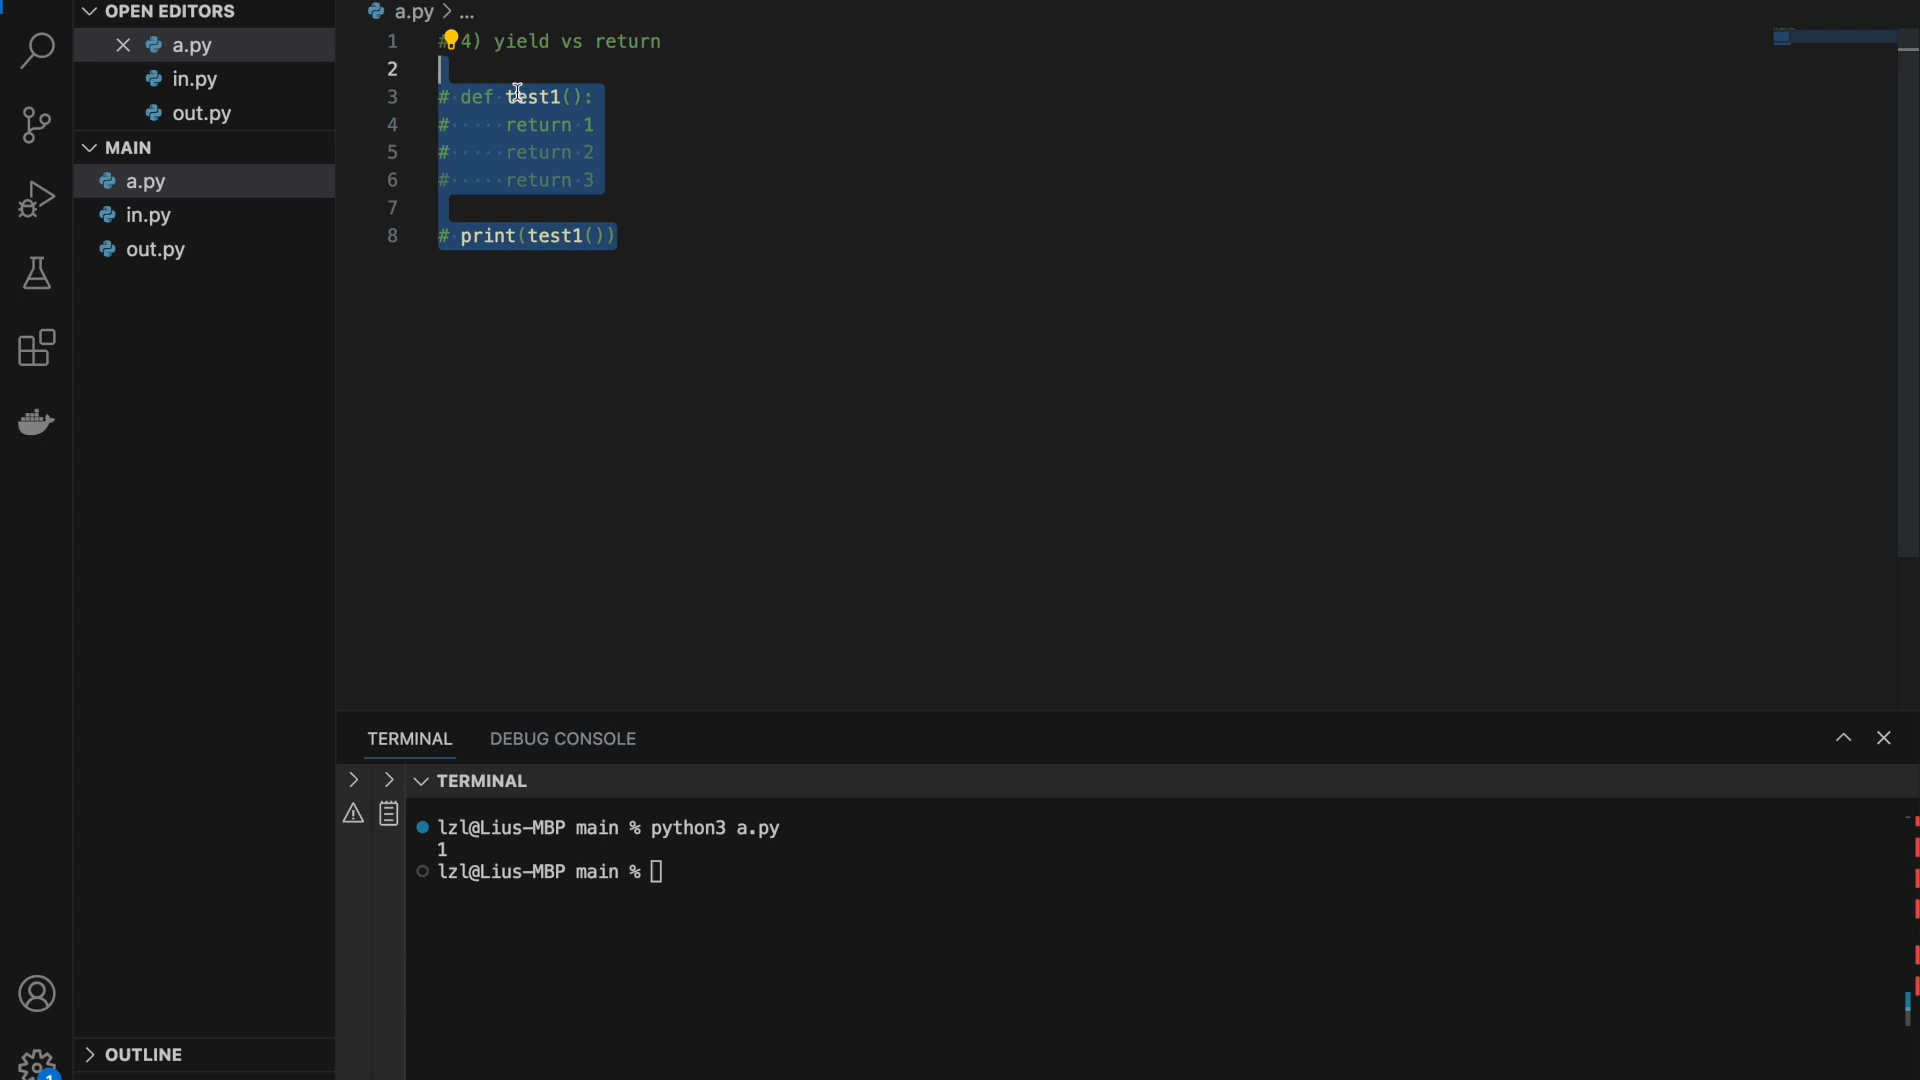 OPEN EDITORS
a.py
in.py
out.py
MAIN
a.py
in.py
out.py
OUTLINE
1
a.py > ...
1 # 4) yield vs return
2
3 # def test1():
4 #     return 1
5 #     return 2
6 #     return 3
7
8 # print(test1())
TERMINAL DEBUG CONSOLE
TERMINAL
lzl@Lius-MBP main % python3 a.py
1
lzl@Lius-MBP main %